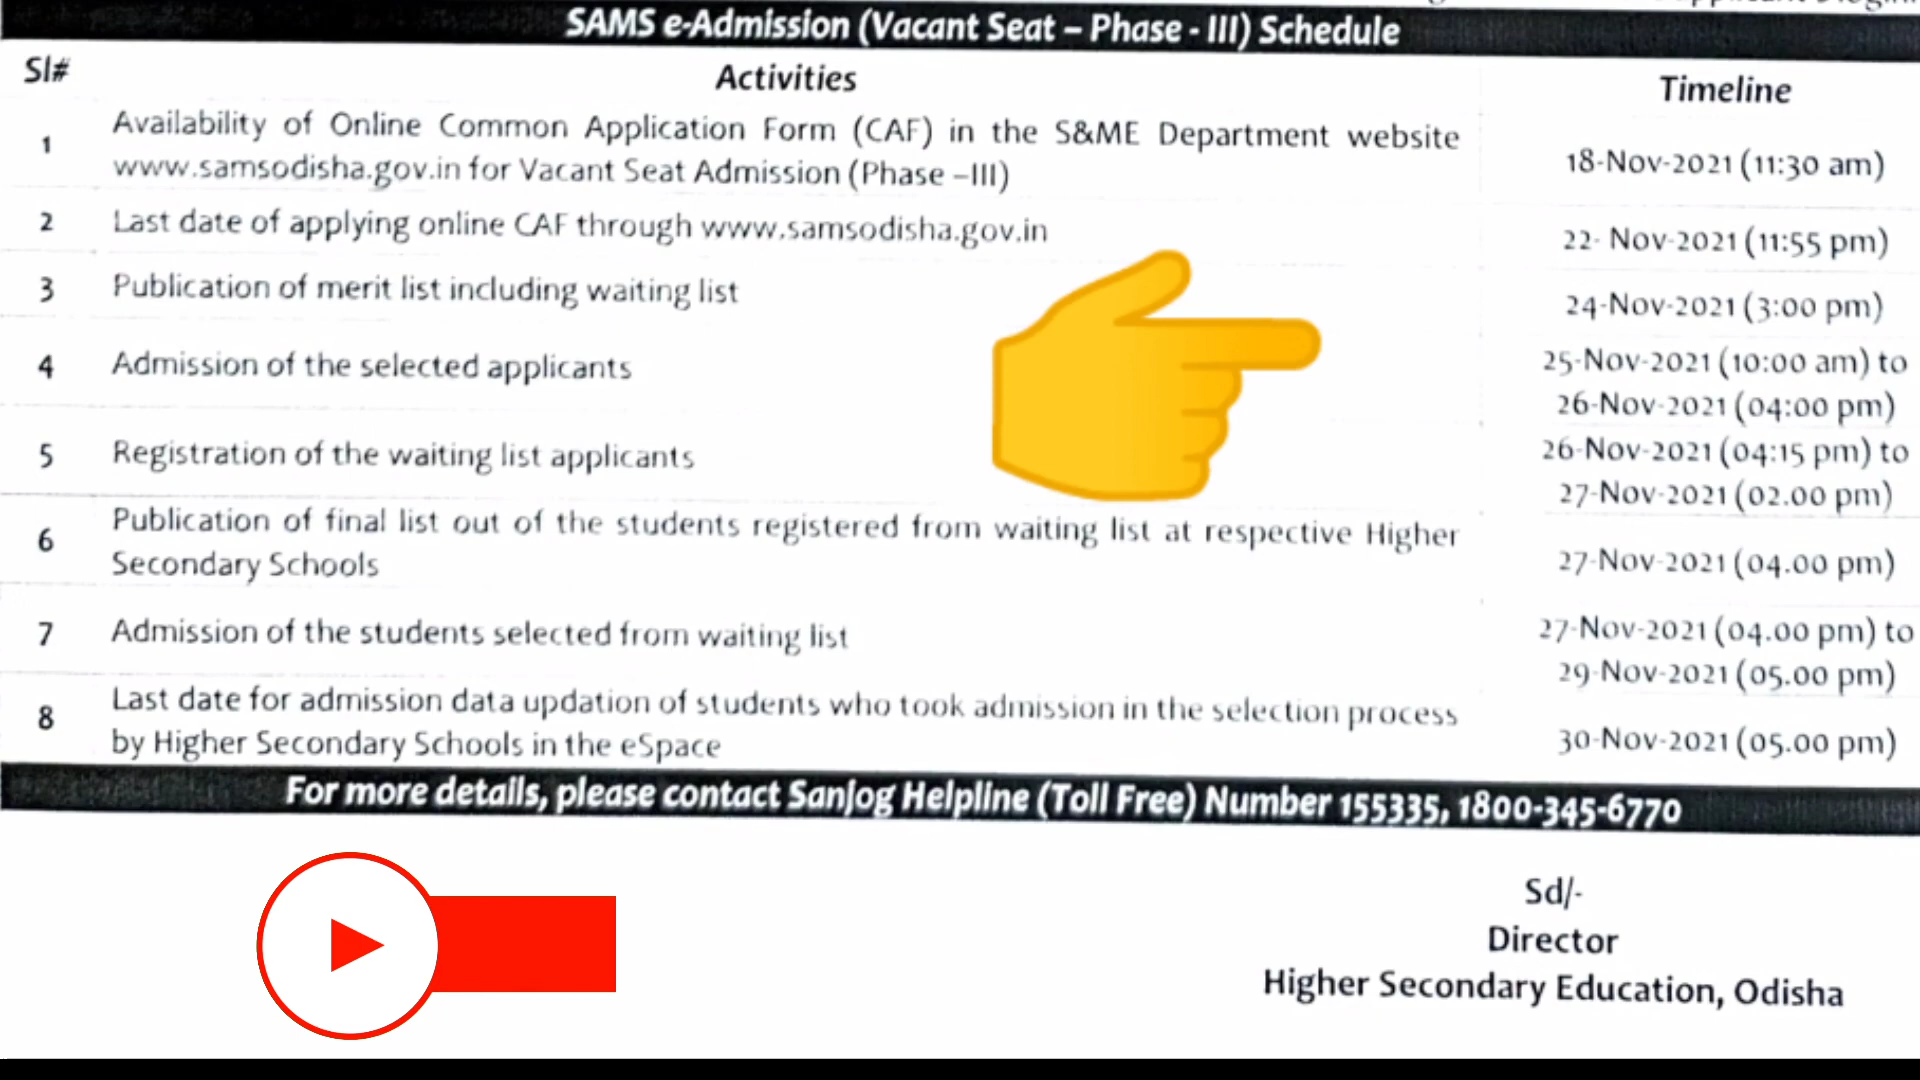 SAMS e-Admission (Vacant Seat – Phase - III) Schedule
Sl# Activities Timeline
1 Availability of Online Common Application Form (CAF) in the S&ME Department website
www.samsodisha.gov.in for Vacant Seat Admission (Phase –III) 18-Nov-2021 (11:30 am)
2 Last date of applying online CAF through www.samsodisha.gov.in 22- Nov-2021 (11:55 pm)
3 Publication of merit list including waiting list 24-Nov-2021 (3:00 pm)
4 Admission of the selected applicants 25-Nov-2021 (10:00 am) to
26-Nov-2021 (04:00 pm)
5 Registration of the waiting list applicants 26-Nov-2021 (04:15 pm) to
27-Nov-2021 (02.00 pm)
6 Publication of final list out of the students registered from waiting list at respective Higher
Secondary Schools 27-Nov-2021 (04.00 pm)
7 Admission of the students selected from waiting list 27-Nov-2021 (04.00 pm) to
29-Nov-2021 (05.00 pm)
8 Last date for admission data updation of students who took admission in the selection process
by Higher Secondary Schools in the eSpace 30-Nov-2021 (05.00 pm)
For more details, please contact Sanjog Helpline (Toll Free) Number 155335, 1800-345-6770
Sd/-
Director
Higher Secondary Education, Odisha